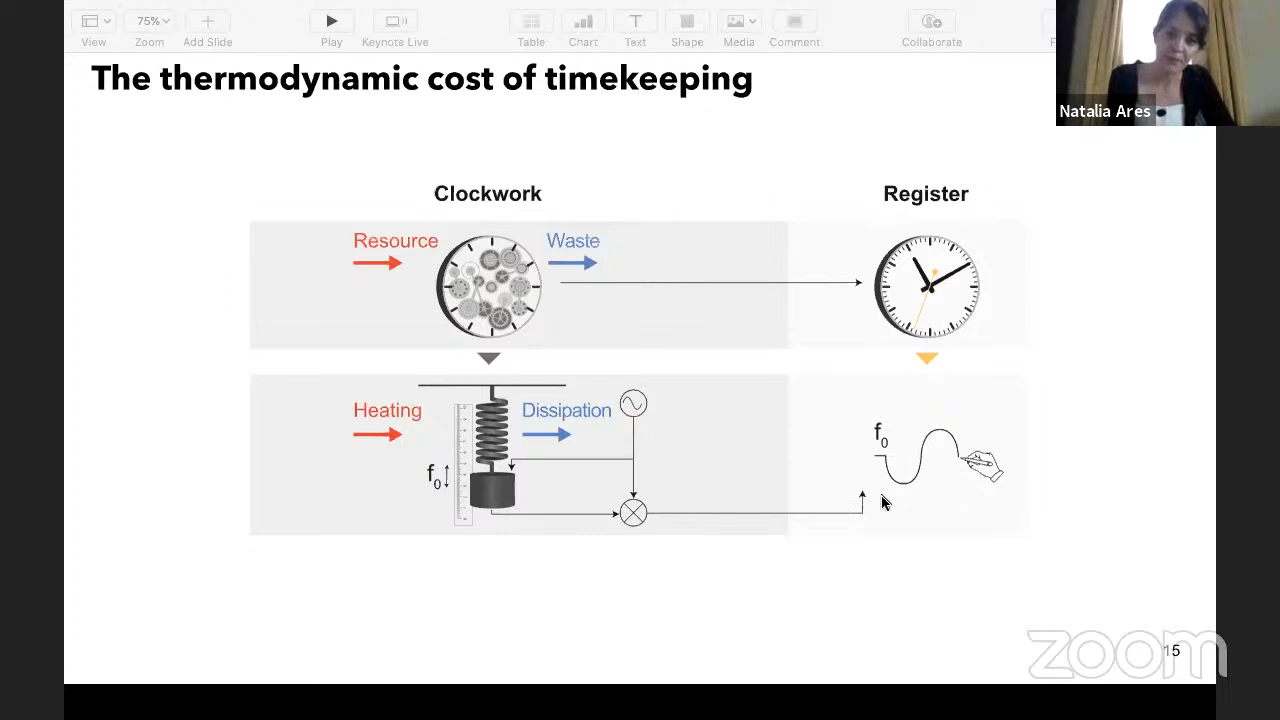 View
75%
Zoom
Add Slide
Play
Keynote Live
Table
Chart
Text
Shape
Media
Comment
Collaborate
Natalia Ares
The thermodynamic cost of timekeeping
Clockwork
Register
Resource
Waste
Heating
Dissipation
f0
f0
zoom
15